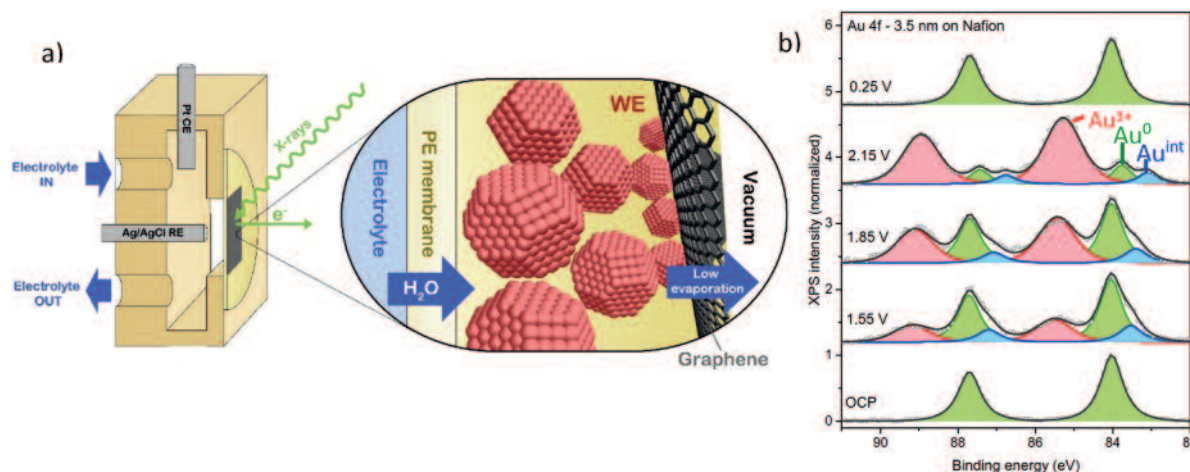 a)
Pt CE
X-rays
Electrolyte
IN
e-
Ag/AgCl RE
Electrolyte
OUT
Electrolyte
PE membrane
WE
Vacuum
H₂O
Low
evaporation
Graphene
b)
Au 4f - 3.5 nm on Nafion
0.25 V
2.15 V
Au³⁺
Au⁰
Auⁱⁿᵗ
1.85 V
1.55 V
OCP
XPS intensity (normalized)
6
5
4
3
2
1
0
90 88 86 84
Binding energy (eV)